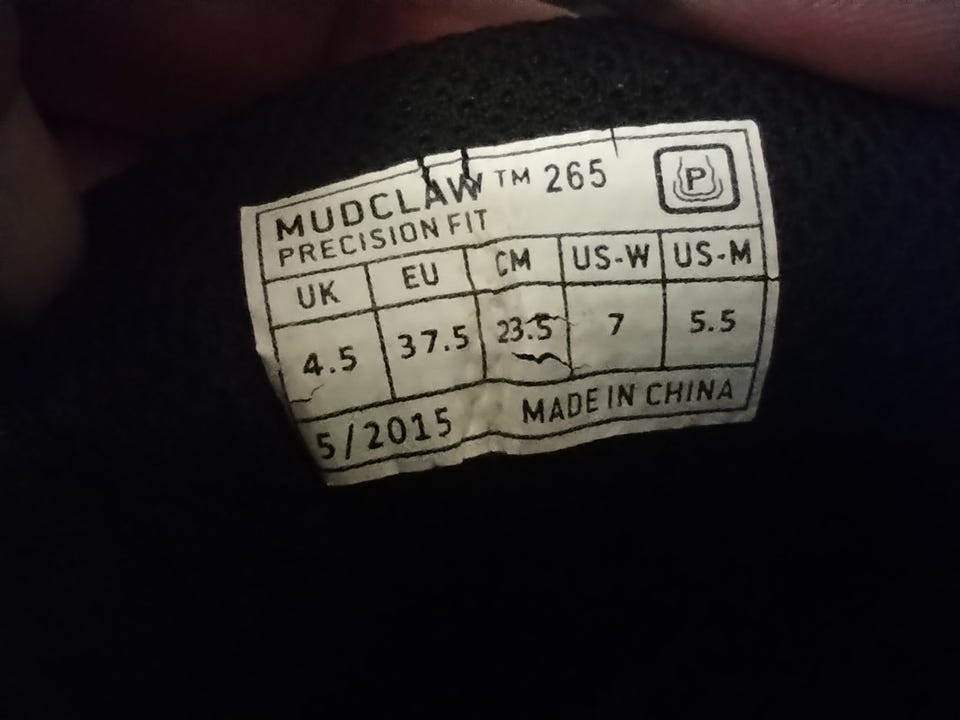 MUDCLAW™ 265
P
PRECISION FIT
UK EU CM US-W US-M
4.5 37.5 23.5 7 5.5
5/2015 MADE IN CHINA